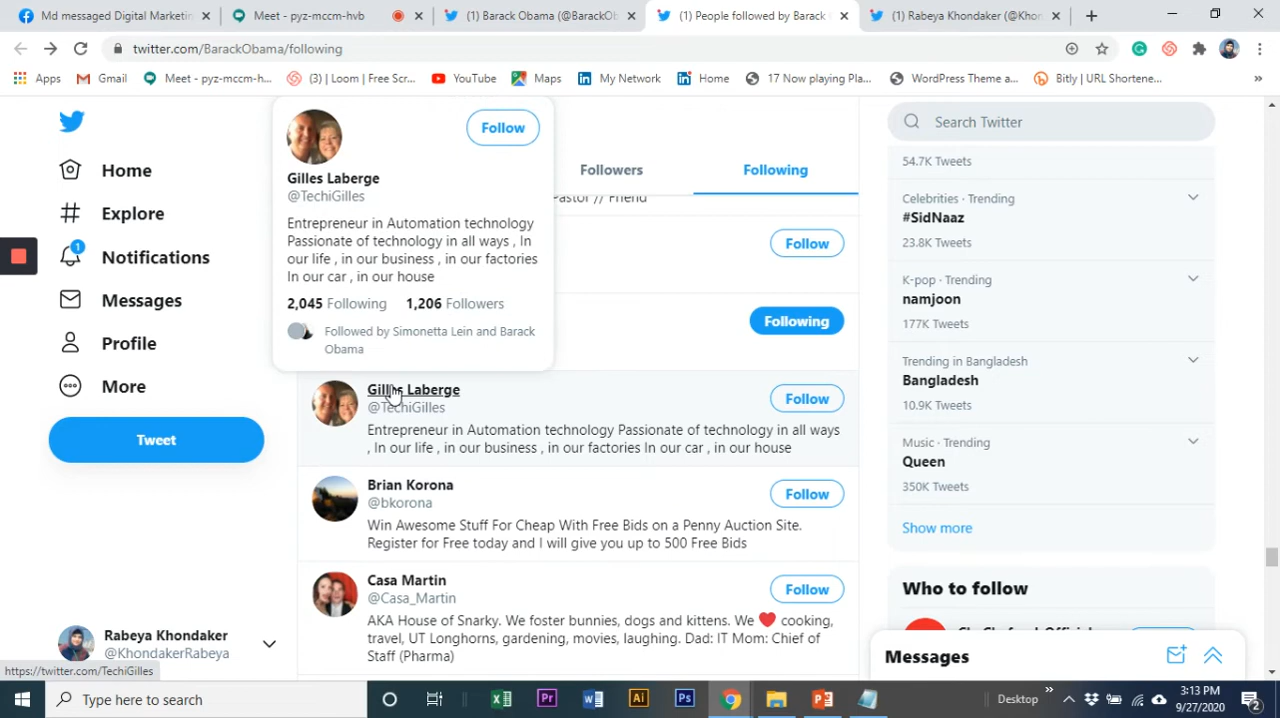 Md messaged Digital Marketin
Meet - pyz-mccm-hvb
(1) Barack Obama (@BarackOb
(1) People followed by Barack
(1) Rabeya Khondaker (@Khon
twitter.com/BarackObama/following
Apps
Gmail
Meet - pyz-mccm-h...
(3) | Loom | Free Scr...
YouTube
Maps
My Network
Home
17 Now playing Pla...
WordPress Theme a...
Bitly | URL Shortene...
Home
Explore
1
Notifications
Messages
Profile
More
Tweet
Rabeya Khondaker
@KhondakerRabeya
https://twitter.com/TechiGilles
Follow
Gilles Laberge
@TechiGilles
Entrepreneur in Automation technology
Passionate of technology in all ways , In
our life , in our business , in our factories
In our car , in our house
2,045 Following 1,206 Followers
Followed by Simonetta Lein and Barack
Obama
Followers
Following
Pastor // Friend
Follow
Following
Gilles Laberge
@TechiGilles
Follow
Entrepreneur in Automation technology Passionate of technology in all ways
, In our life , in our business , in our factories In our car , in our house
Brian Korona
@bkorona
Follow
Win Awesome Stuff For Cheap With Free Bids on a Penny Auction Site.
Register for Free today and I will give you up to 500 Free Bids
Casa Martin
@Casa_Martin
Follow
AKA House of Snarky. We foster bunnies, dogs and kittens. We ❤️ cooking,
travel, UT Longhorns, gardening, movies, laughing. Dad: IT Mom: Chief of
Staff (Pharma)
Search Twitter
54.7K Tweets
Celebrities · Trending
#SidNaaz
23.8K Tweets
K-pop · Trending
namjoon
177K Tweets
Trending in Bangladesh
Bangladesh
10.9K Tweets
Music · Trending
Queen
350K Tweets
Show more
Who to follow
Messages
Type here to search
Desktop
3:13 PM
9/27/2020
2